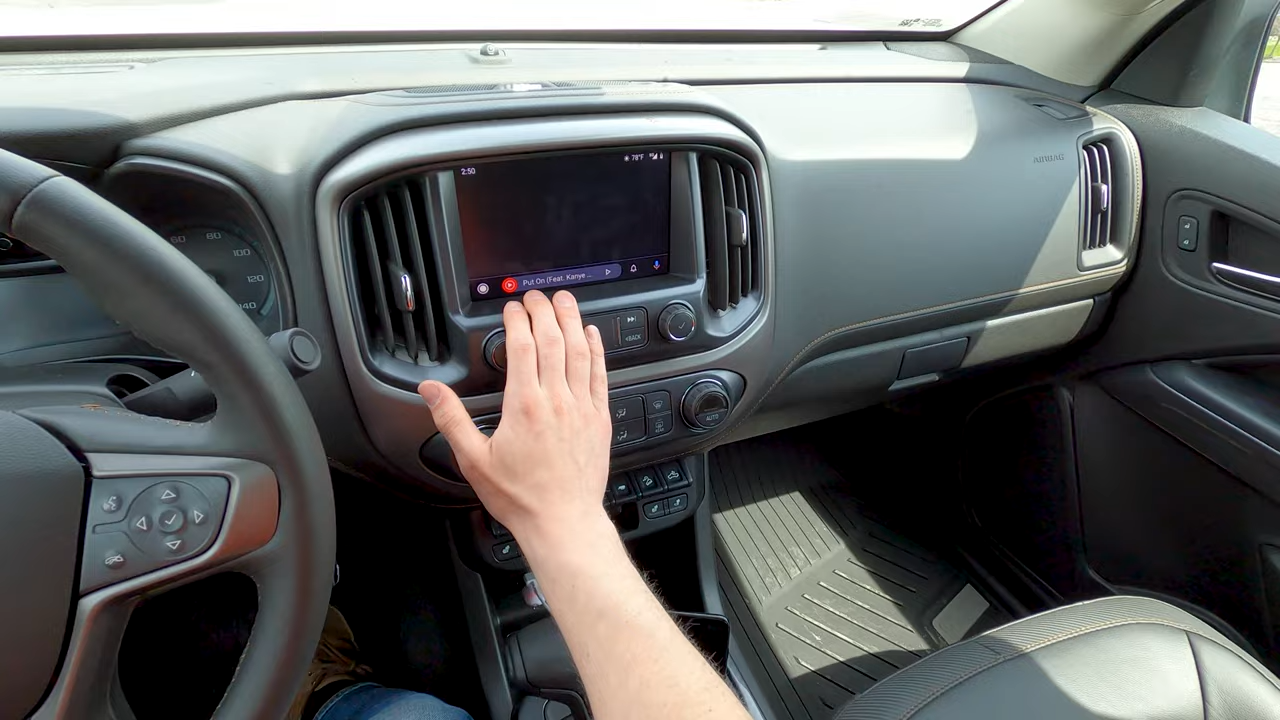 2:50
78°F
Put On (Feat. Kanye ...
<BACK
AIRBAG
60
80
100
120
140
AUTO